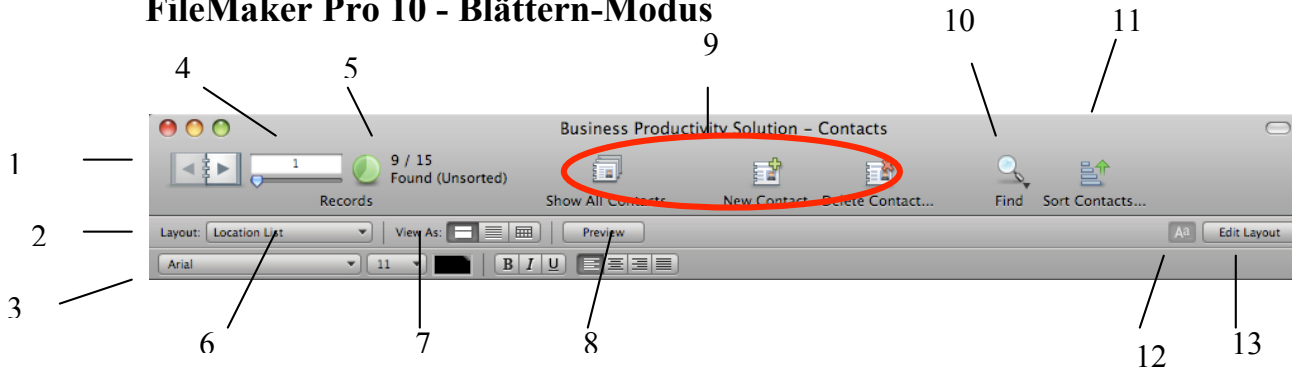 FileMaker Pro 10 - Blättern-Modus
9
10
11
4
5
Business Productivity Solution – Contacts
1
1
9 / 15
Found (Unsorted)
Records
Show All Contacts
New Contact
Delete Contact...
Find
Sort Contacts...
2
Layout:
Location List
View As:
Preview
Aa
Edit Layout
Arial
11
B
I
U
3
6
7
8
12
13